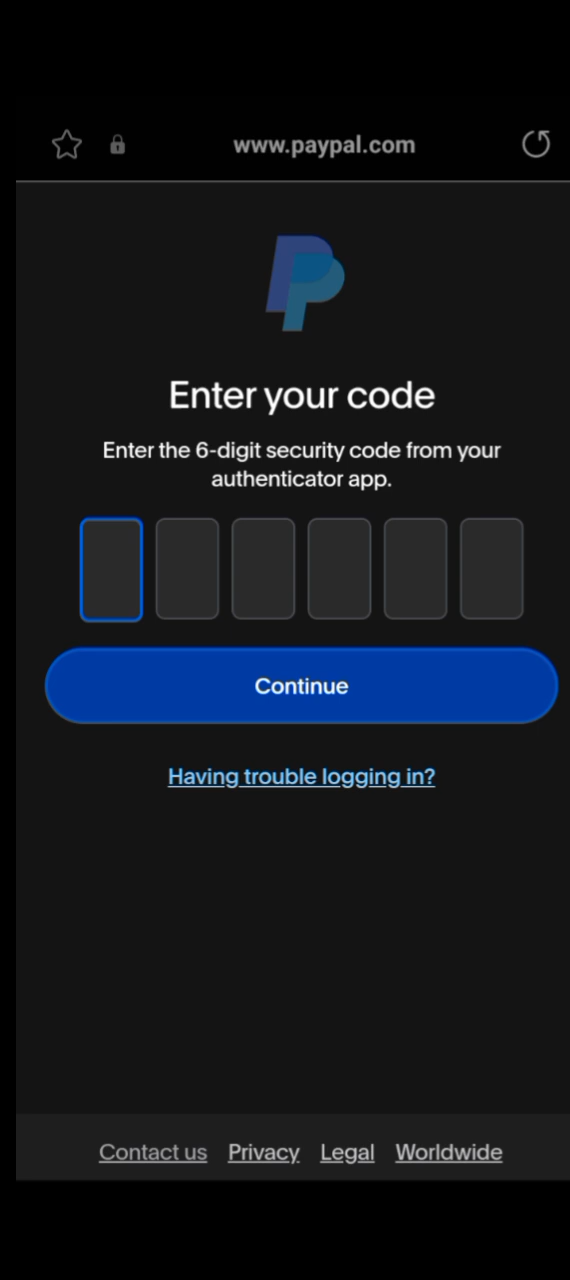 www.paypal.com
Enter your code
Enter the 6-digit security code from your
authenticator app.
Continue
Having trouble logging in?
Contact us Privacy Legal Worldwide